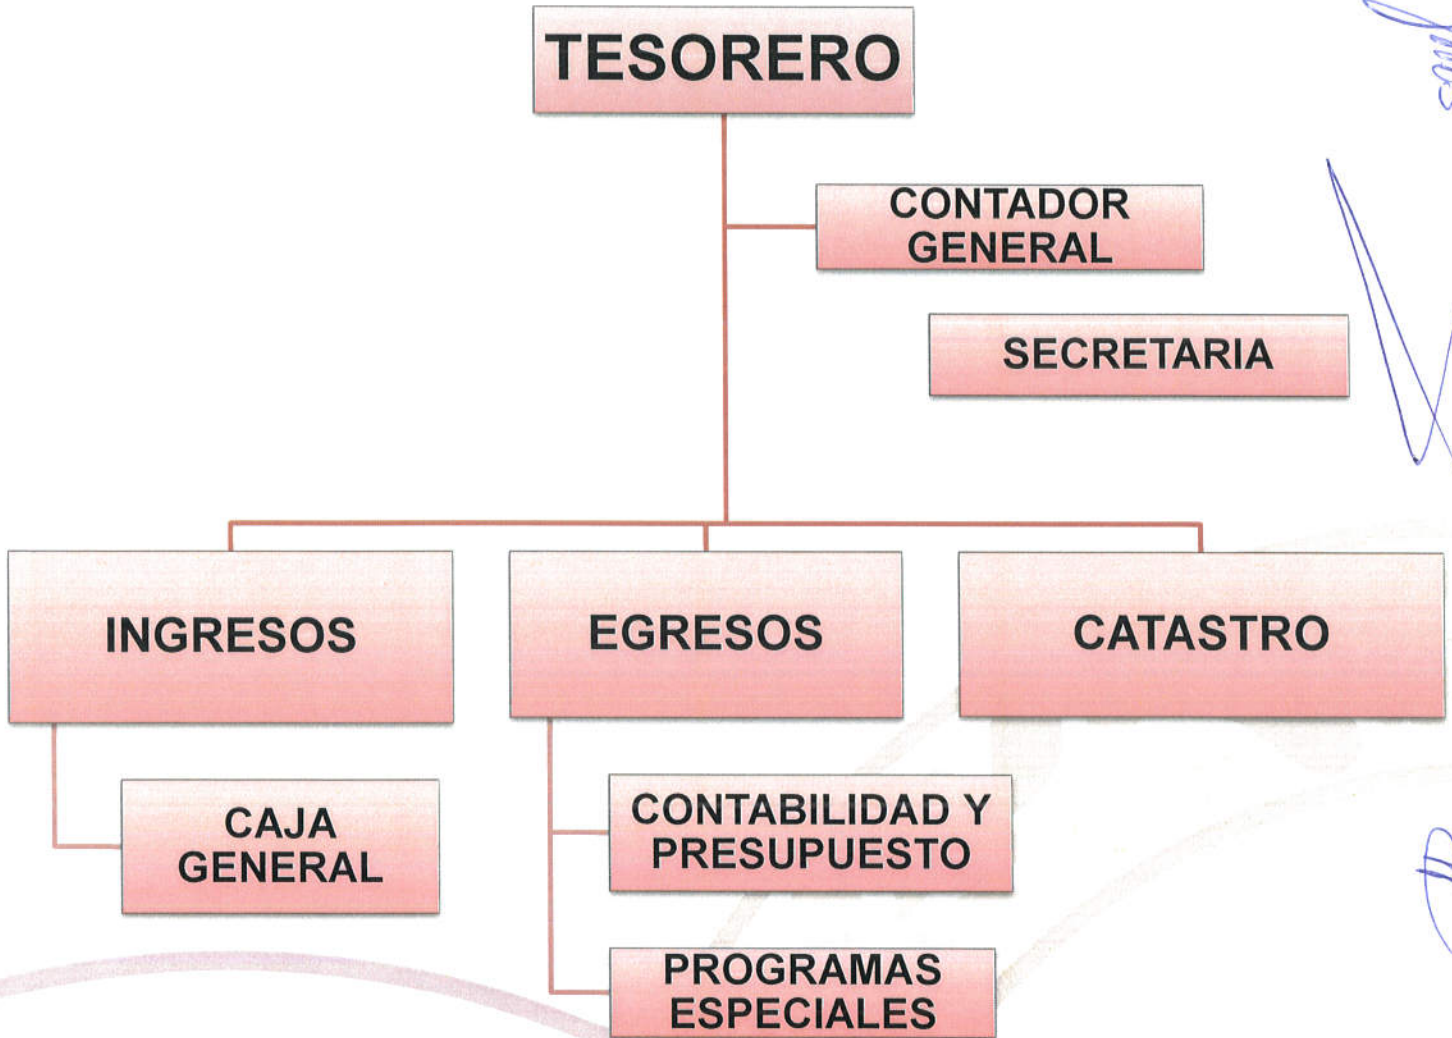 TESORERO
CONTADOR
GENERAL
SECRETARIA
INGRESOS
EGRESOS
CATASTRO
CAJA
GENERAL
CONTABILIDAD Y
PRESUPUESTO
PROGRAMAS
ESPECIALES